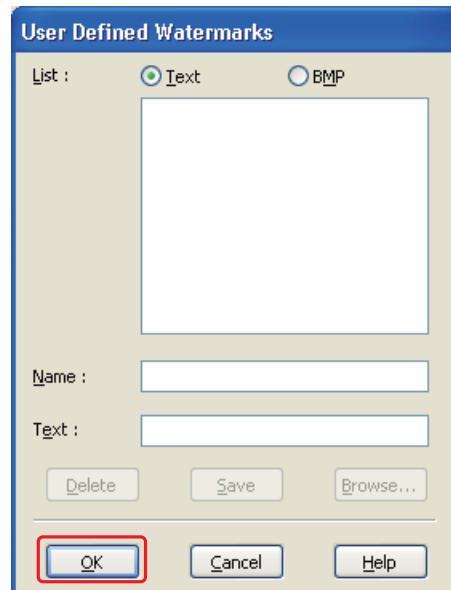 User Defined Watermarks
List : Text BMP
Name :
Text :
Delete Save Browse...
OK Cancel Help